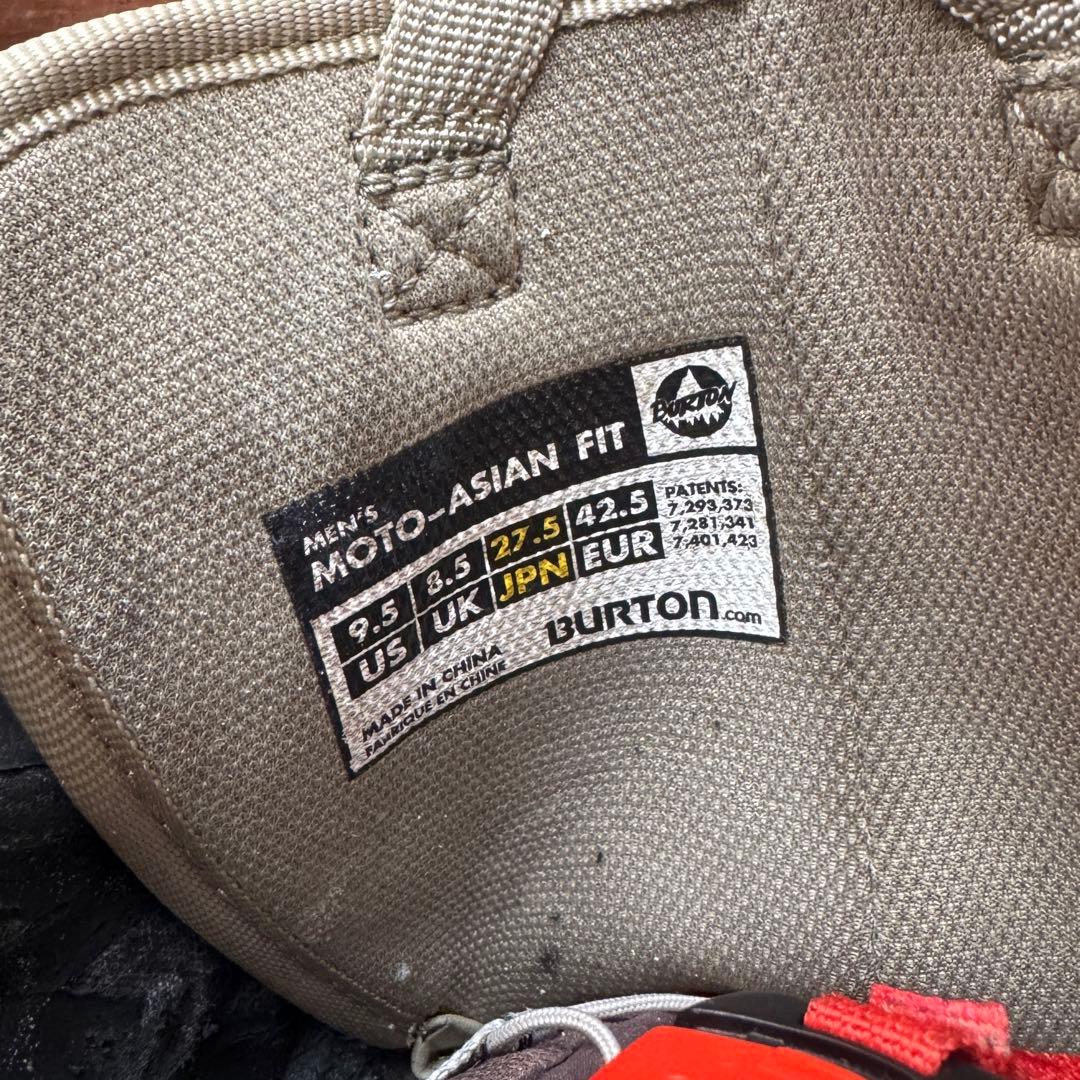 BURTON
MEN'S
MOTO-ASIAN FIT
9.5 8.5 27.5 42.5
US UK JPN EUR
PATENTS:
7,293,373
7,281,341
7,401,423
BURTON.com
MADE IN CHINA
FABRIQUE EN CHINE